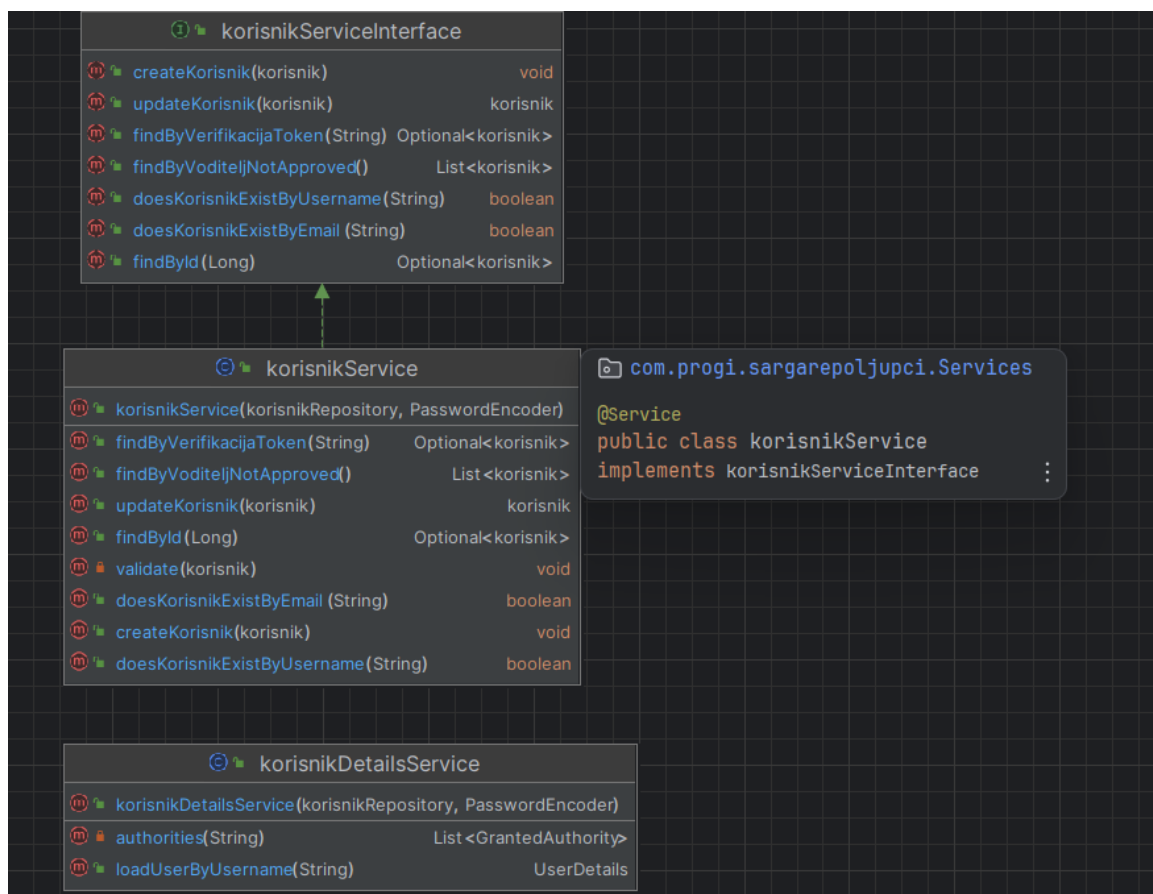 korisnikServiceInterface
createKorisnik(korisnik) void
updateKorisnik(korisnik) korisnik
findByVerifikacijaToken(String) Optional<korisnik>
findByVoditeljNotApproved() List<korisnik>
doesKorisnikExistByUsername(String) boolean
doesKorisnikExistByEmail (String) boolean
findById(Long) Optional<korisnik>
korisnikService
korisnikService(korisnikRepository, PasswordEncoder)
findByVerifikacijaToken(String) Optional<korisnik>
findByVoditeljNotApproved() List<korisnik>
updateKorisnik(korisnik) korisnik
findById(Long) Optional<korisnik>
validate(korisnik) void
doesKorisnikExistByEmail (String) boolean
createKorisnik(korisnik) void
doesKorisnikExistByUsername(String) boolean
com.progi.sargarepoljupci.Services
@Service
public class korisnikService
implements korisnikServiceInterface
korisnikDetailsService
korisnikDetailsService(korisnikRepository, PasswordEncoder)
authorities(String) List<GrantedAuthority>
loadUserByUsername(String) UserDetails